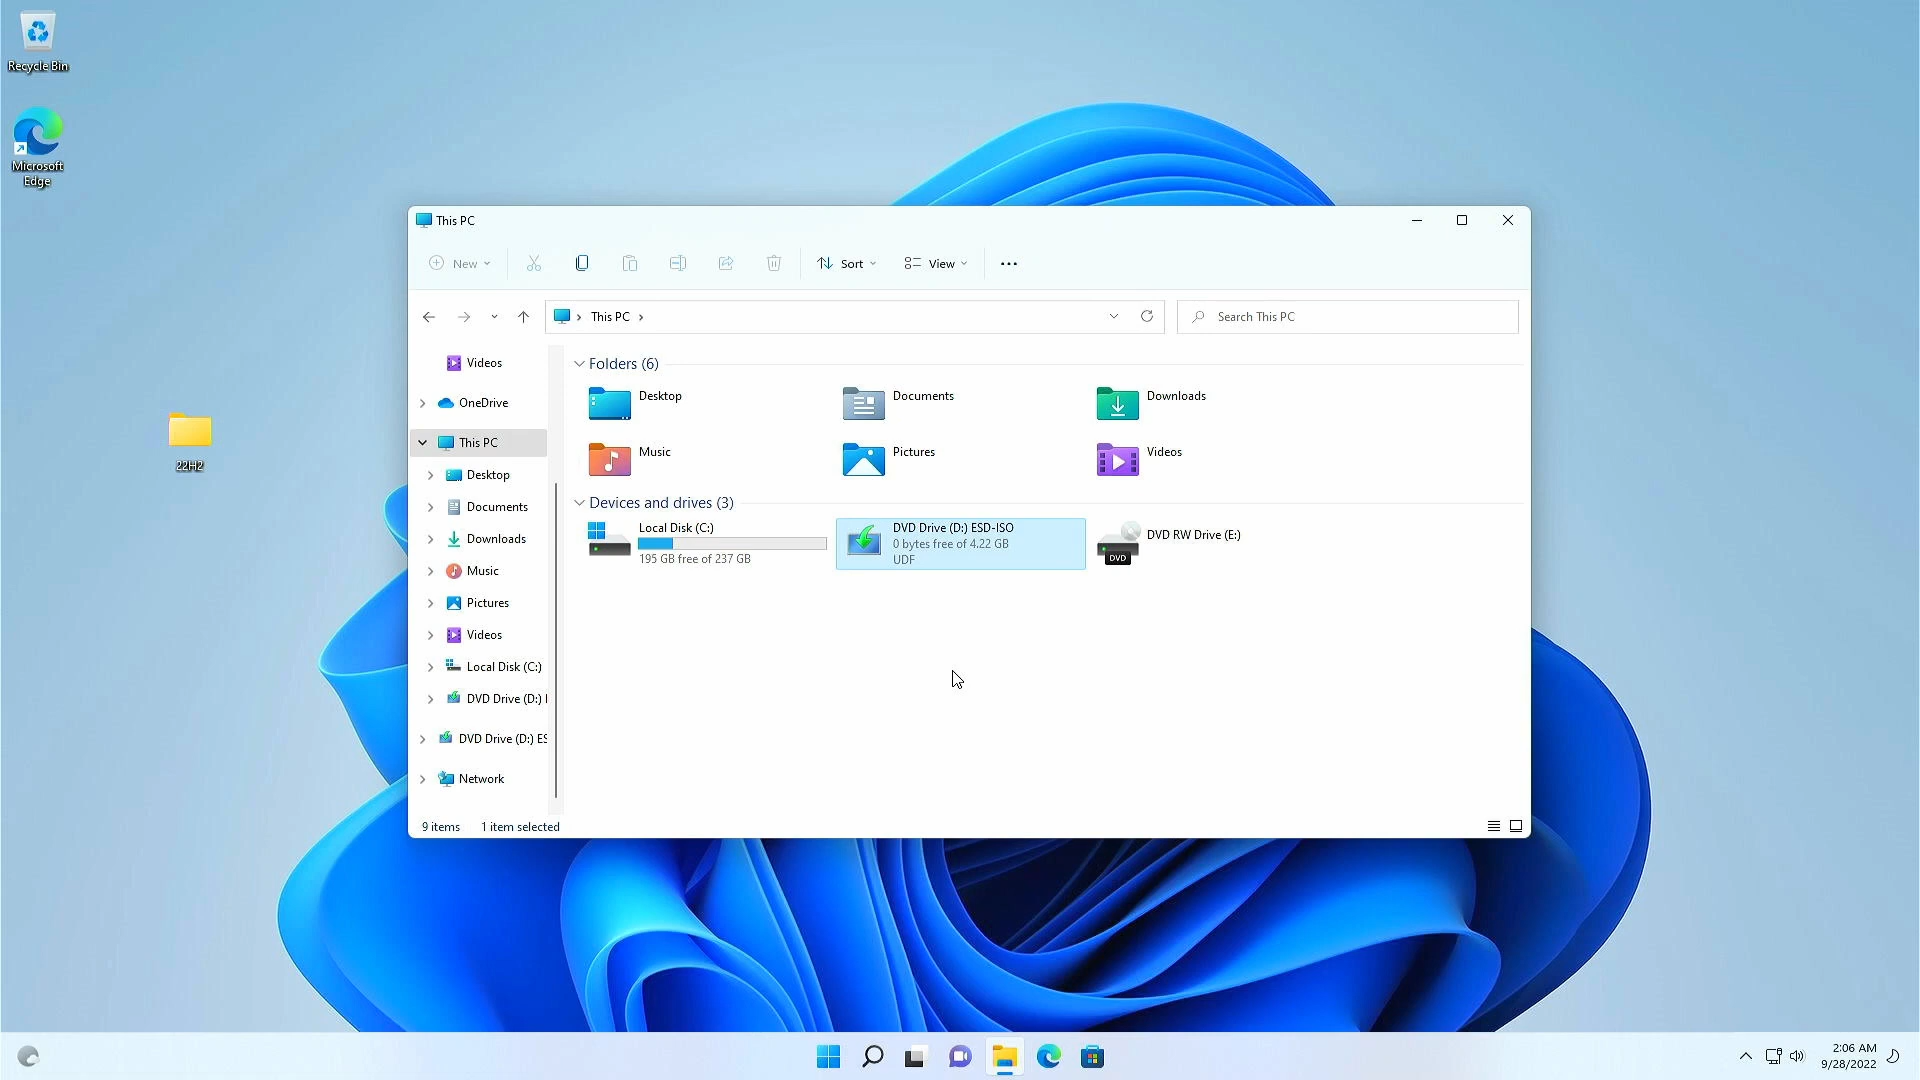 Recycle Bin
Microsoft
Edge
22H2
This PC
New
Sort
View
This PC
Search This PC
Videos
OneDrive
This PC
Desktop
Documents
Downloads
Music
Pictures
Videos
Local Disk (C:)
DVD Drive (D:)
DVD Drive (D:) ES
Network
Folders (6)
Desktop
Documents
Downloads
Music
Pictures
Videos
Devices and drives (3)
Local Disk (C:)
195 GB free of 237 GB
DVD Drive (D:) ESD-ISO
0 bytes free of 4.22 GB
UDF
DVD RW Drive (E:)
DVD
9 items
1 item selected
2:06 AM
9/28/2022